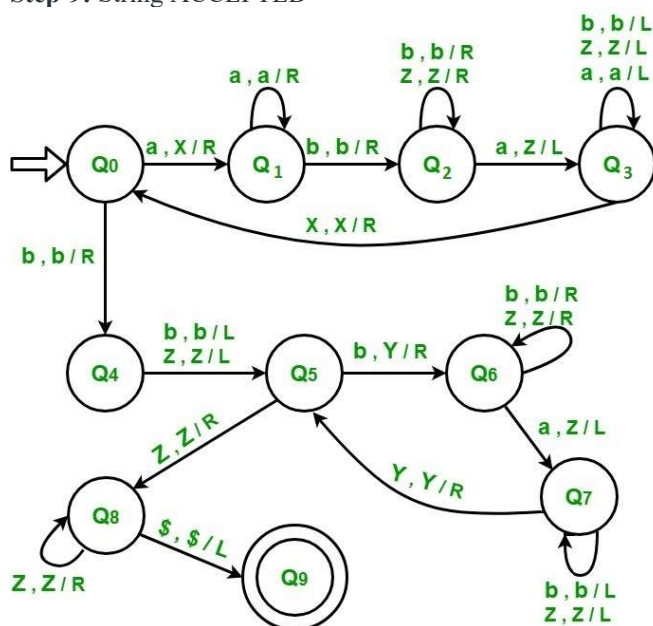 Step-9: String ACCEPTED
b, b/L
Z, Z/L
a, a/L
b, b/R
Z, Z/R
a, a/R
Q0
a, X/R
Q1
b, b/R
Q2
a, Z/L
Q3
X, X/R
b, b/R
b, b/R
Z, Z/R
b, b/L
Z, Z/L
Q4
Q5
b, Y/R
Q6
a, Z/L
Z, Z/R
Y, Y/R
Q7
Q8
$, $/L
Q9
Z, Z/R
b, b/L
Z, Z/L